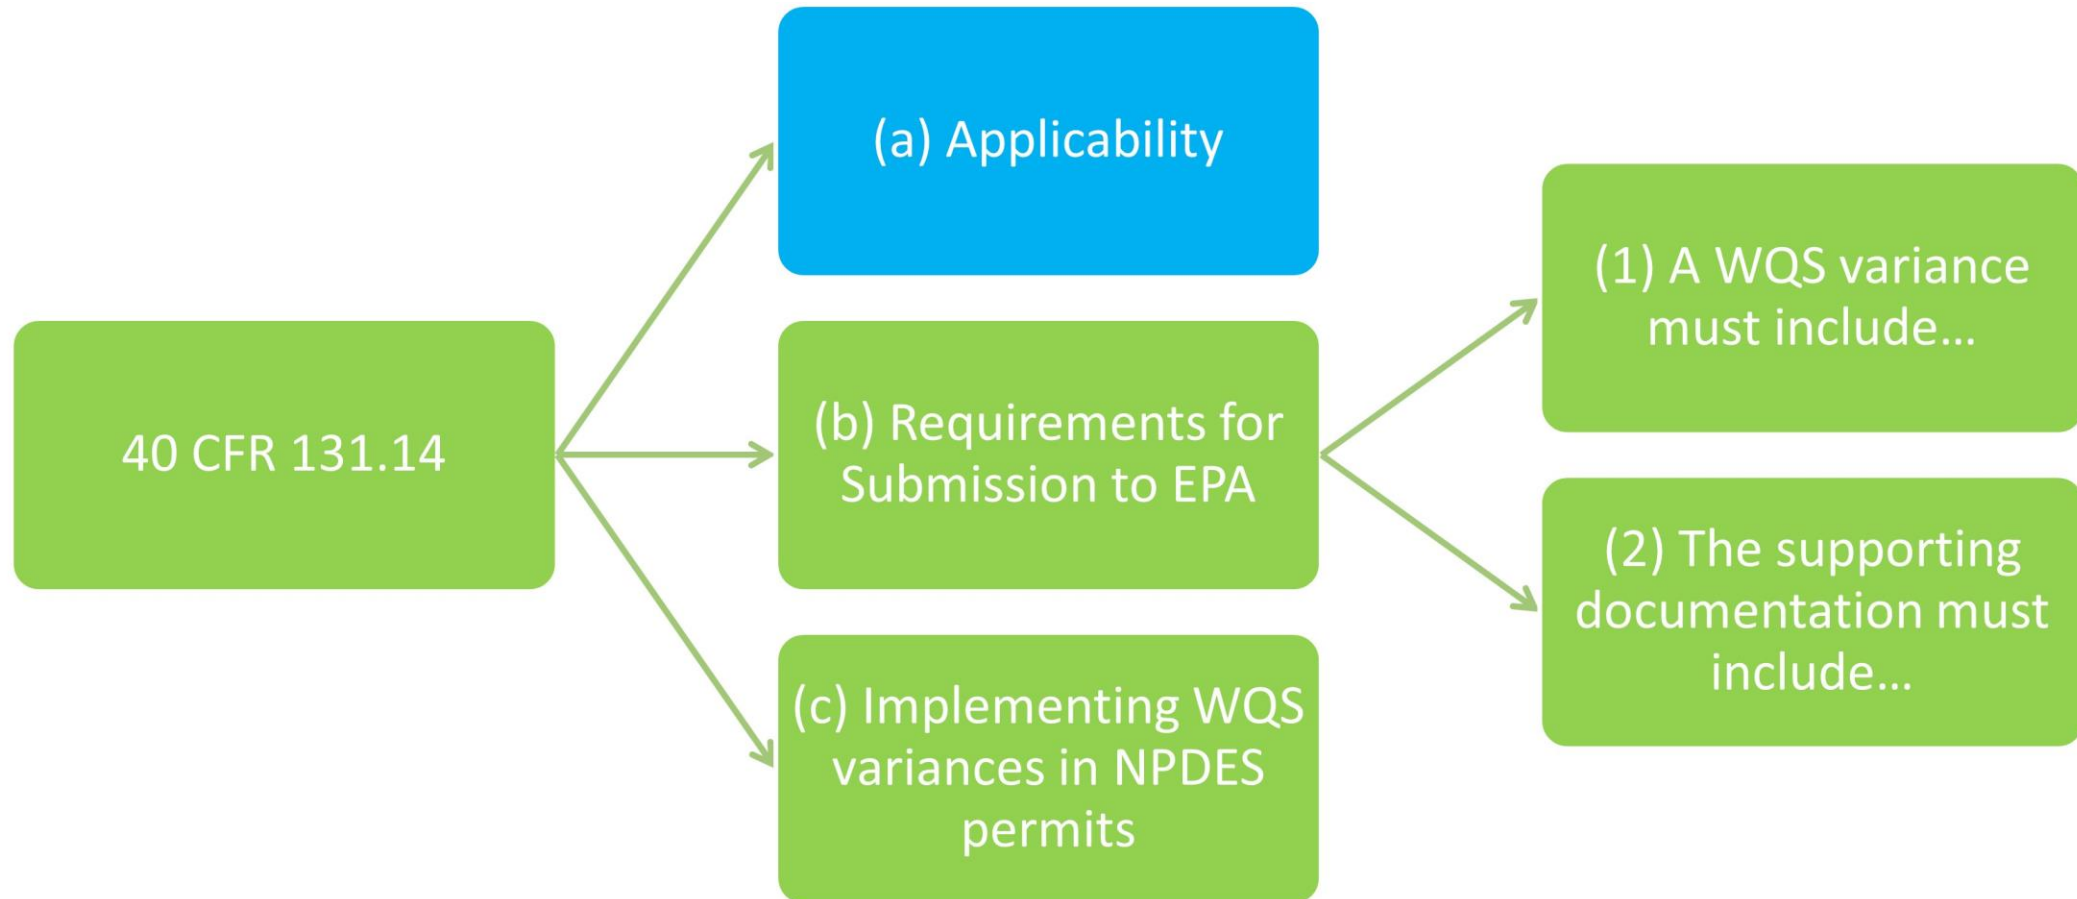 40 CFR 131.14
(a) Applicability
(b) Requirements for
Submission to EPA
(c) Implementing WQS
variances in NPDES
permits
(1) A WQS variance
must include…
(2) The supporting
documentation must
include…